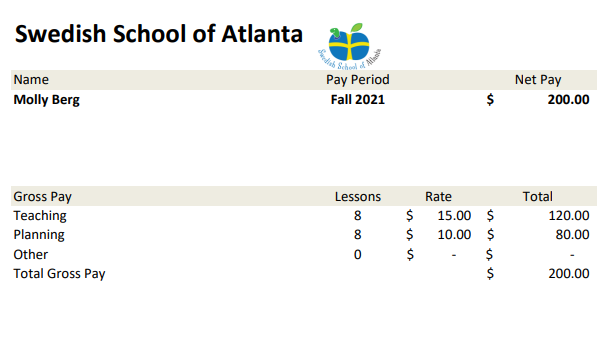 Swedish School of Atlanta
Swedish School of Atlanta
Name Pay Period Net Pay
Molly Berg Fall 2021 $ 200.00
Gross Pay Lessons Rate Total
Teaching 8 $ 15.00 $ 120.00
Planning 8 $ 10.00 $ 80.00
Other 0 $ - $ -
Total Gross Pay $ 200.00